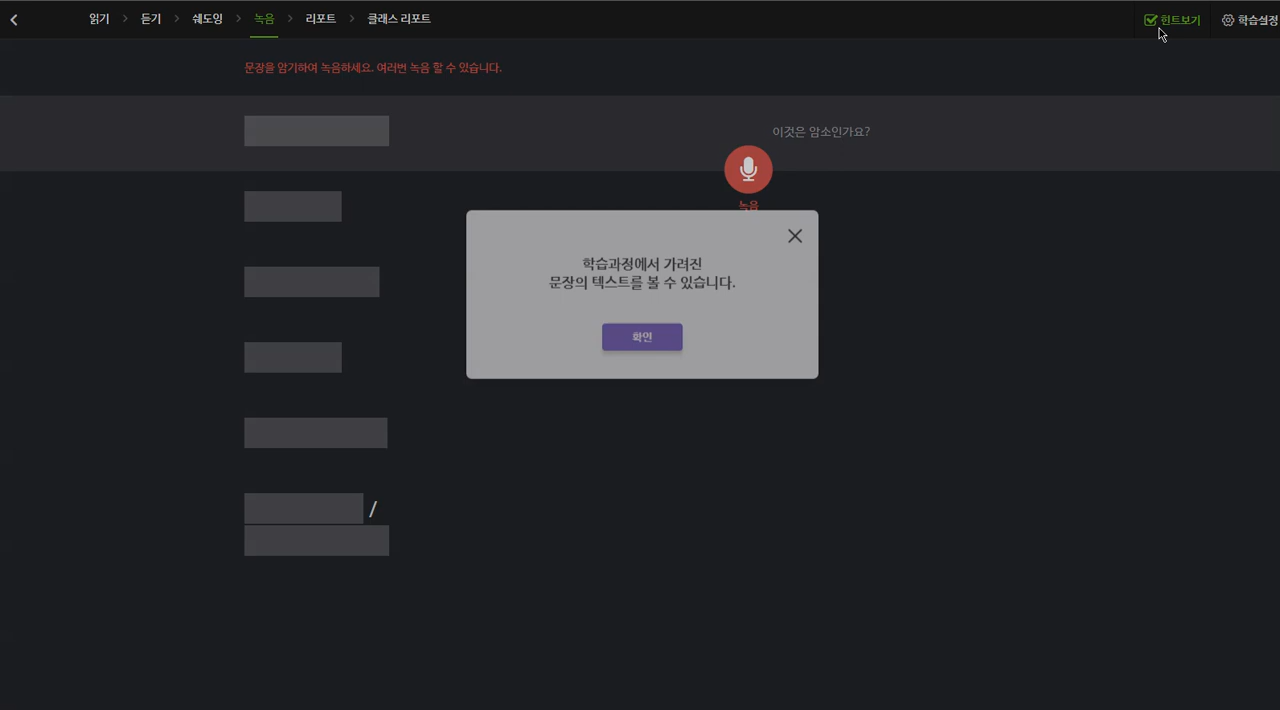 읽기 > 듣기 > 쉐도잉 > 녹음 > 리포트 > 클래스 리포트
힌트보기
학습설정
문장을 암기하여 녹음하세요. 여러번 녹음 할 수 있습니다.
이것은 암소인가요?
녹음
학습과정에서 가려진
문장의 텍스트를 볼 수 있습니다.
확인
/